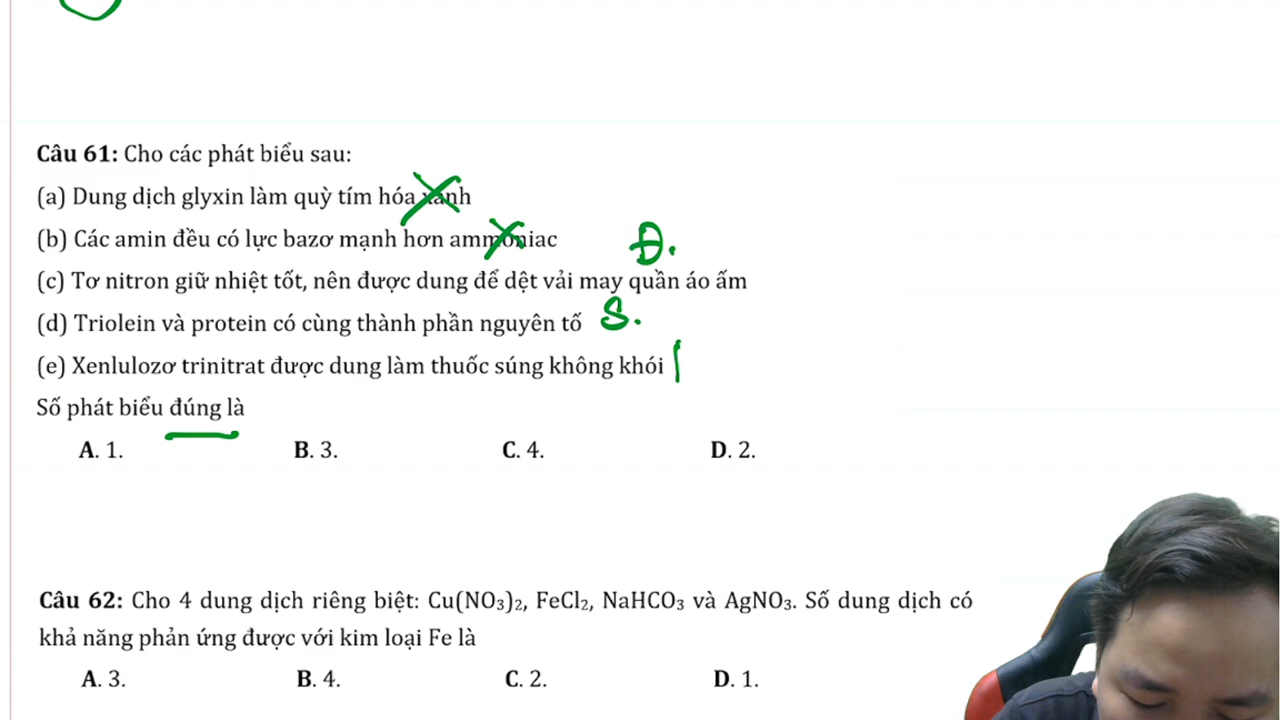 Câu 61: Cho các phát biểu sau:
(a) Dung dịch glyxin làm quỳ tím hóa xanh
(b) Các amin đều có lực bazơ mạnh hơn ammoniac
Đ.
(c) Tơ nitron giữ nhiệt tốt, nên được dung để dệt vải may quần áo ấm
(d) Triolein và protein có cùng thành phần nguyên tố S.
(e) Xenlulozơ trinitrat được dung làm thuốc súng không khói
Số phát biểu đúng là
A. 1. B. 3. C. 4. D. 2.
Câu 62: Cho 4 dung dịch riêng biệt: Cu(NO₃)₂, FeCl₂, NaHCO₃ và AgNO₃. Số dung dịch có
khả năng phản ứng được với kim loại Fe là
A. 3. B. 4. C. 2. D. 1.